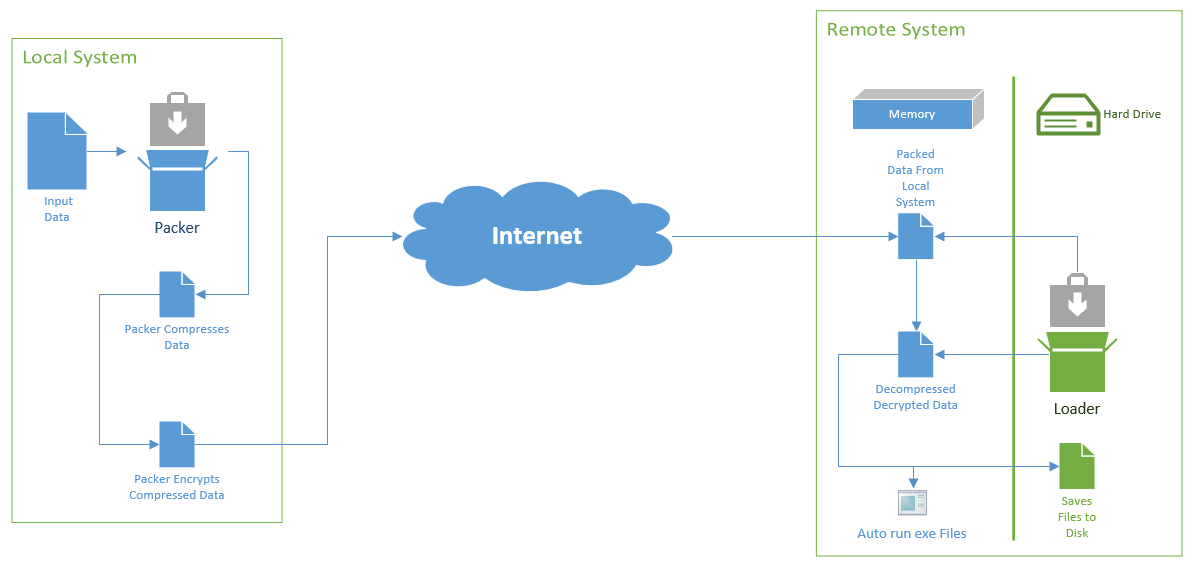 Local System
Input
Data
Packer
Packer Compresses
Data
Packer Encrypts
Compressed Data
Internet
Remote System
Memory
Hard Drive
Packed
Data From
Local
System
Decompressed
Decrypted Data
Loader
Auto run exe Files
Saves
Files to
Disk